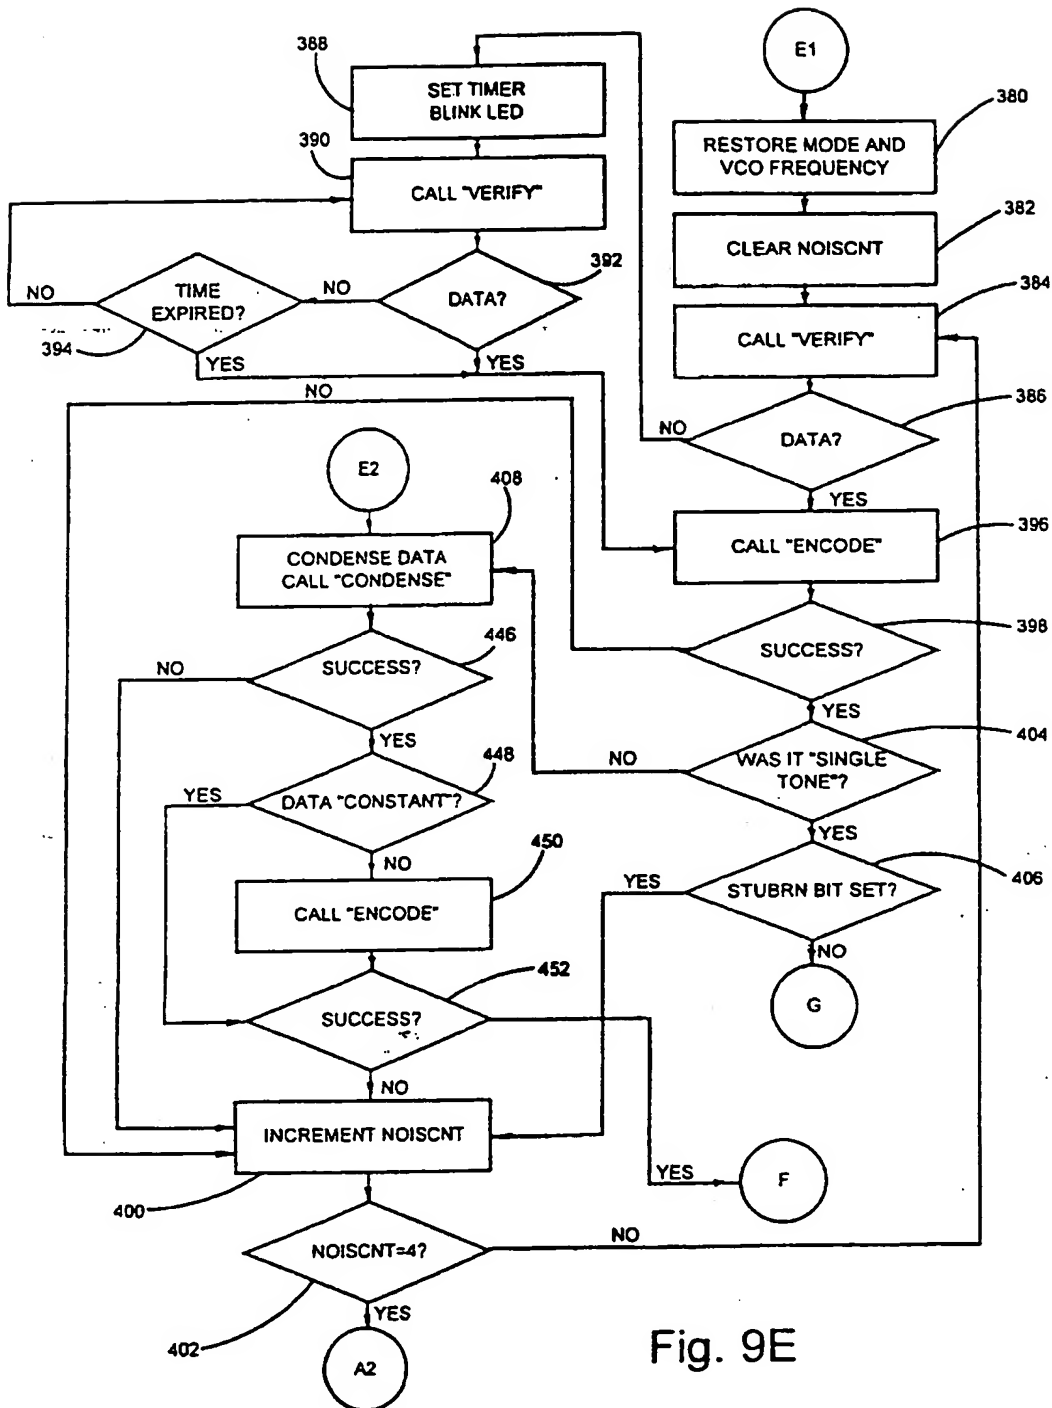 E1
380
RESTORE MODE AND
VCO FREQUENCY
382
CLEAR NOISCNT
384
CALL "VERIFY"
386
DATA?
NO
YES
388
SET TIMER
BLINK LED
390
CALL "VERIFY"
392
DATA?
NO
YES
TIME
EXPIRED?
NO
394
YES
NO
396
CALL "ENCODE"
398
SUCCESS?
YES
404
WAS IT "SINGLE
TONE"?
NO
YES
406
STUBRN BIT SET?
YES
NO
G
E2
408
CONDENSE DATA
CALL "CONDENSE"
446
SUCCESS?
NO
YES
448
DATA "CONSTANT"?
YES
NO
450
CALL "ENCODE"
452
SUCCESS?
NO
YES
F
INCREMENT NOISCNT
400
NOISCNT=4?
NO
402
YES
A2
Fig. 9E